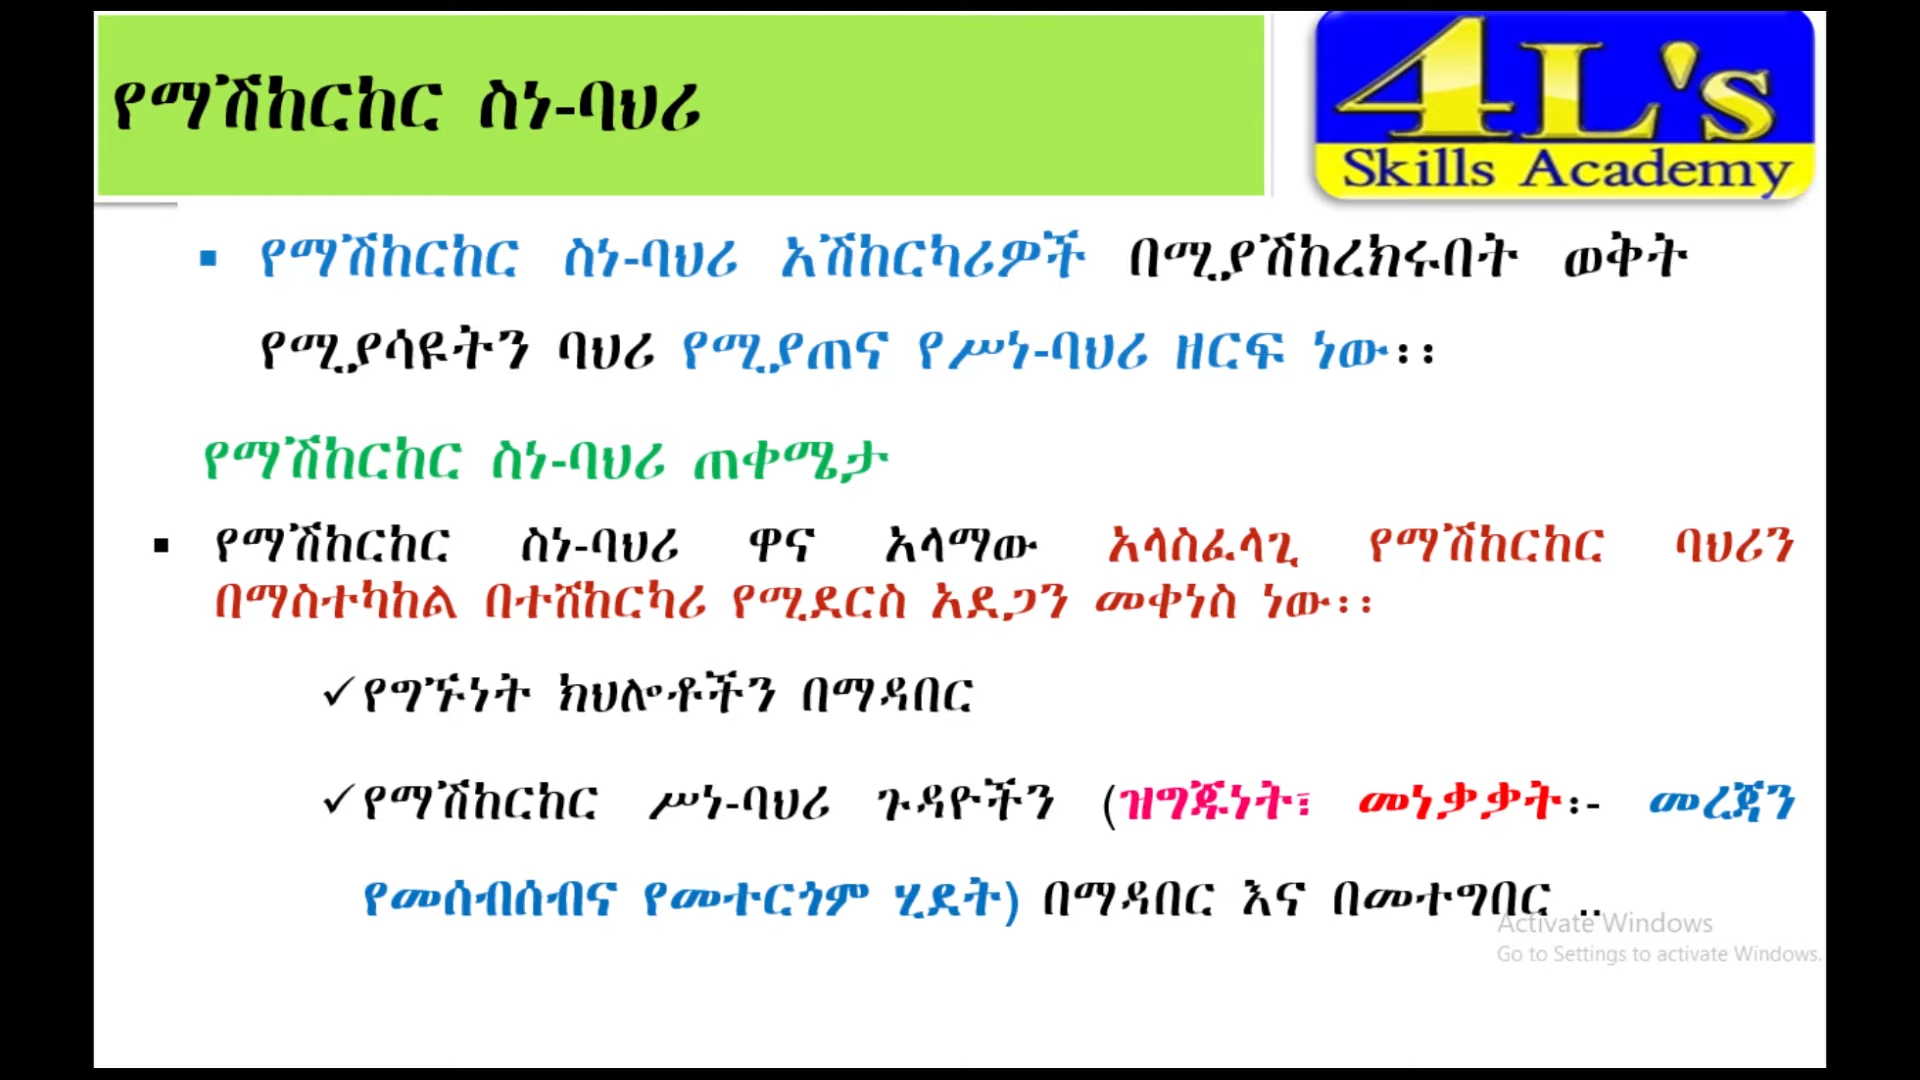 የማሽከርከር ስነ-ባህሪ
4L's
Skills Academy
▪ የማሽከርከር ስነ-ባህሪ አሽከርካሪዎች በሚያሽከረክሩበት ወቅት
የሚያሳዩትን ባህሪ የሚያጠና የሥነ-ባህሪ ዘርፍ ነው፡፡
የማሽከርከር ስነ-ባህሪ ጠቀሜታ
▪ የማሽከርከር ስነ-ባህሪ ዋና አላማው አላስፈላጊ የማሽከርከር ባህሪን
በማስተካከል በተሽከርካሪ የሚደርስ አደጋን መቀነስ ነው፡፡
✓የግኙነት ክህሎቶችን በማዳበር
✓የማሽከርከር ሥነ-ባህሪ ጉዳዮችን (ዝግጁነት፣ መነቃቃት፡- መረጃን
የመሰብሰብና የመተርጎም ሂደት) በማዳበር እና በመተግበር ..
Activate Windows
Go to Settings to activate Windows.